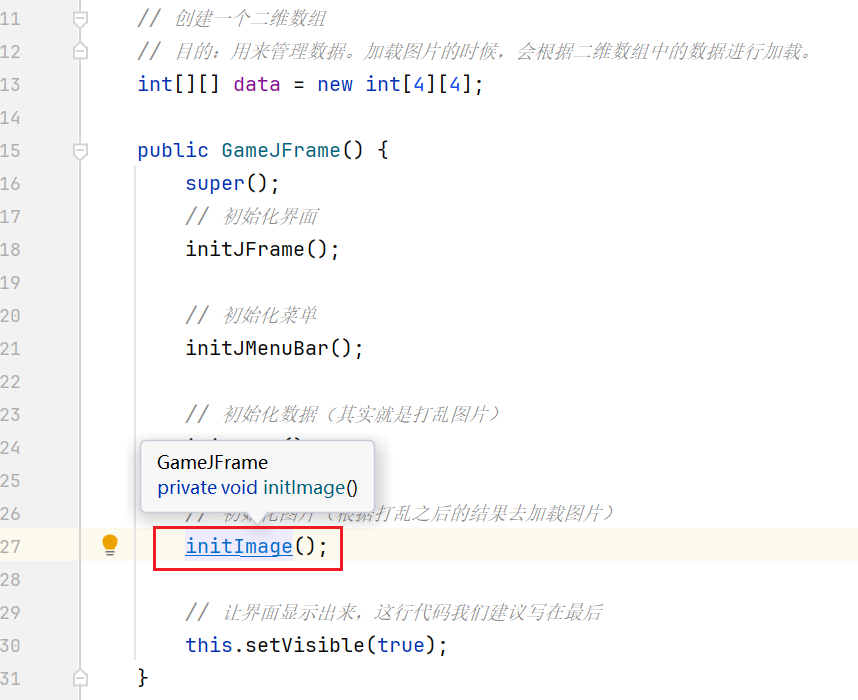 11 // 创建一个二维数组
12 // 目的：用来管理数据。加载图片的时候，会根据二维数组中的数据进行加载。
13 int[][] data = new int[4][4];
14
15 public GameJFrame() {
16 super();
17 // 初始化界面
18 initJFrame();
19
20 // 初始化菜单
21 initJMenuBar();
22
23 // 初始化数据（其实就是打乱图片）
24
GameJFrame
25
private void initImage()
26 // 初始化图片（根据打乱之后的结果去加载图片）
27 initImage();
28
29 // 让界面显示出来，这行代码我们建议写在最后
30 this.setVisible(true);
31 }